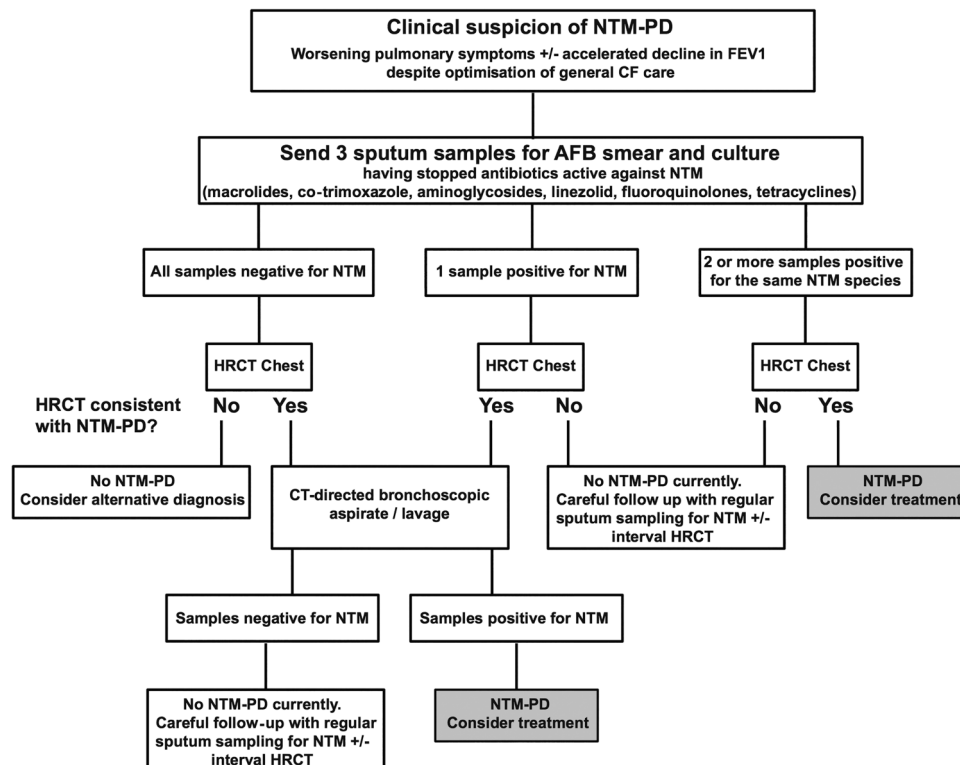 Clinical suspicion of NTM-PD
Worsening pulmonary symptoms +/- accelerated decline in FEV1
despite optimisation of general CF care
Send 3 sputum samples for AFB smear and culture
having stopped antibiotics active against NTM
(macrolides, co-trimoxazole, aminoglycosides, linezolid, fluoroquinolones, tetracyclines)
All samples negative for NTM
1 sample positive for NTM
2 or more samples positive
for the same NTM species
HRCT Chest
HRCT Chest
HRCT Chest
HRCT consistent
with NTM-PD?
No
Yes
Yes
No
No
Yes
No NTM-PD
Consider alternative diagnosis
CT-directed bronchoscopic
aspirate / lavage
No NTM-PD currently.
Careful follow up with regular
sputum sampling for NTM +/-
interval HRCT
NTM-PD
Consider treatment
Samples negative for NTM
Samples positive for NTM
No NTM-PD currently.
Careful follow-up with regular
sputum sampling for NTM +/-
interval HRCT
NTM-PD
Consider treatment